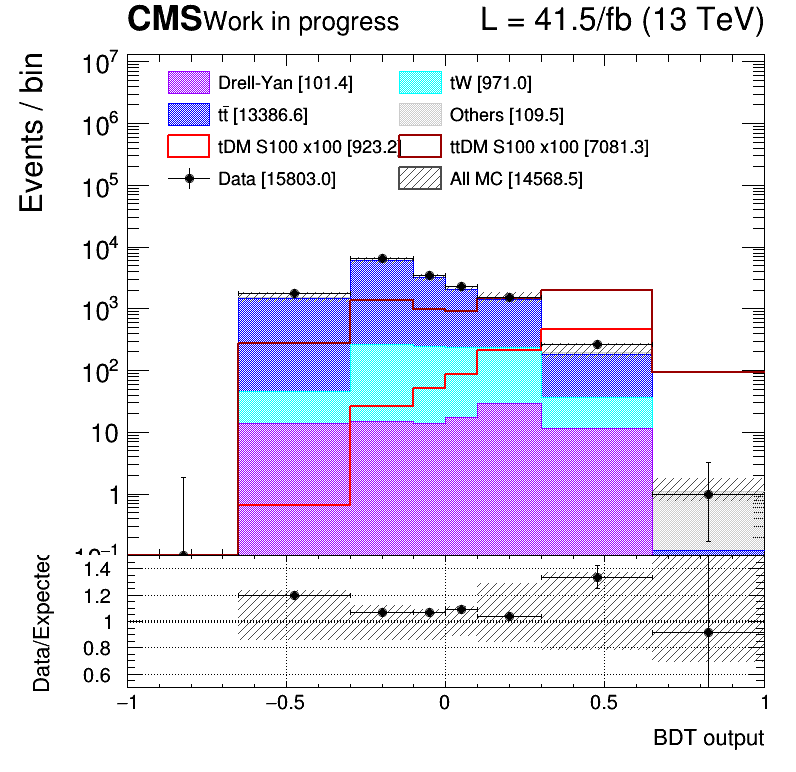 CMS Work in progress L = 41.5/fb (13 TeV)
Events / bin
10⁷
10⁶
10⁵
10⁴
10³
10²
10
1
10⁻¹
Drell-Yan [101.4] tW [971.0]
tt̄ [13386.6] Others [109.5]
tDM S100 x100 [923.2] ttDM S100 x100 [7081.3]
Data [15803.0] All MC [14568.5]
Data/Expected
1.4
1.2
1
0.8
0.6
−1 −0.5 0 0.5 1
BDT output